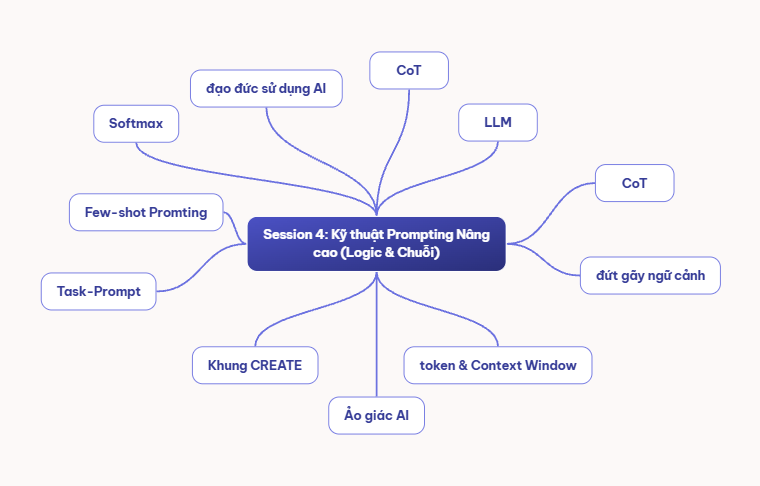 CoT
đạo đức sử dụng AI
Softmax
LLM
CoT
Few-shot Promting
Session 4: Kỹ thuật Prompting Nâng
cao (Logic & Chuỗi)
đứt gãy ngữ cảnh
Task-Prompt
Khung CREATE
token & Context Window
Ảo giác AI